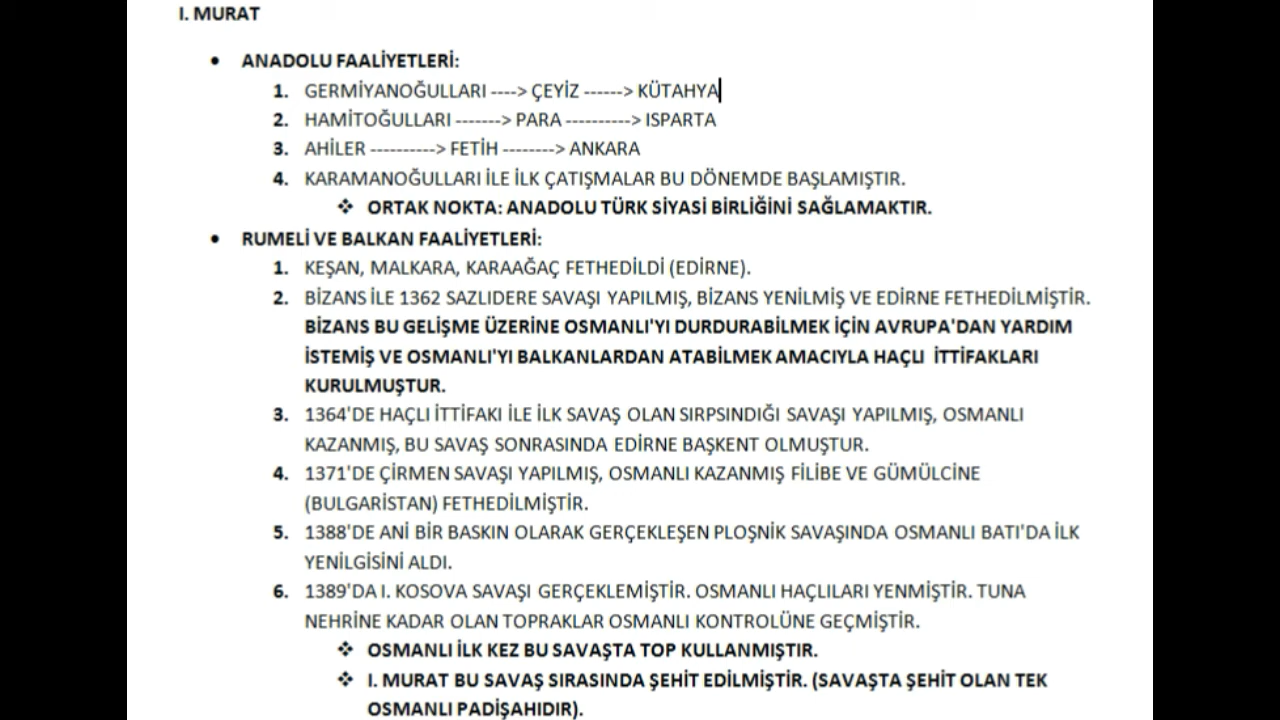 I. MURAT
• ANADOLU FAALİYETLERİ:
1. GERMİYANOĞULLARI ----> ÇEYİZ ------> KÜTAHYA
2. HAMİTOĞULLARI -------> PARA ----------> ISPARTA
3. AHİLER ----------> FETİH --------> ANKARA
4. KARAMANOĞULLARI İLE İLK ÇATIŞMALAR BU DÖNEMDE BAŞLAMIŞTIR.
❖ ORTAK NOKTA: ANADOLU TÜRK SİYASİ BİRLİĞİNİ SAĞLAMAKTIR.
• RUMELİ VE BALKAN FAALİYETLERİ:
1. KEŞAN, MALKARA, KARAAĞAÇ FETHEDİLDİ (EDİRNE).
2. BİZANS İLE 1362 SAZLIDERE SAVAŞI YAPILMIŞ, BİZANS YENİLMİŞ VE EDİRNE FETHEDİLMİŞTİR.
BİZANS BU GELİŞME ÜZERİNE OSMANLI'YI DURDURABİLMEK İÇİN AVRUPA'DAN YARDIM
İSTEMİŞ VE OSMANLI'YI BALKANLARDAN ATABİLMEK AMACIYLA HAÇLI İTTİFAKLARI
KURULMUŞTUR.
3. 1364'DE HAÇLI İTTİFAKI İLE İLK SAVAŞ OLAN SIRPSINDIĞI SAVAŞI YAPILMIŞ, OSMANLI
KAZANMIŞ, BU SAVAŞ SONRASINDA EDİRNE BAŞKENT OLMUŞTUR.
4. 1371'DE ÇİRMEN SAVAŞI YAPILMIŞ, OSMANLI KAZANMIŞ FİLİBE VE GÜMÜLCİNE
(BULGARİSTAN) FETHEDİLMİŞTİR.
5. 1388'DE ANİ BİR BASKIN OLARAK GERÇEKLEŞEN PLOŞNİK SAVAŞINDA OSMANLI BATI'DA İLK
YENİLGİSİNİ ALDI.
6. 1389'DA I. KOSOVA SAVAŞI GERÇEKLEMİŞTİR. OSMANLI HAÇLILARI YENMİŞTİR. TUNA
NEHRİNE KADAR OLAN TOPRAKLAR OSMANLI KONTROLÜNE GEÇMİŞTİR.
❖ OSMANLI İLK KEZ BU SAVAŞTA TOP KULLANMIŞTIR.
❖ I. MURAT BU SAVAŞ SIRASINDA ŞEHİT EDİLMİŞTİR. (SAVAŞTA ŞEHİT OLAN TEK
OSMANLI PADİŞAHIDIR).